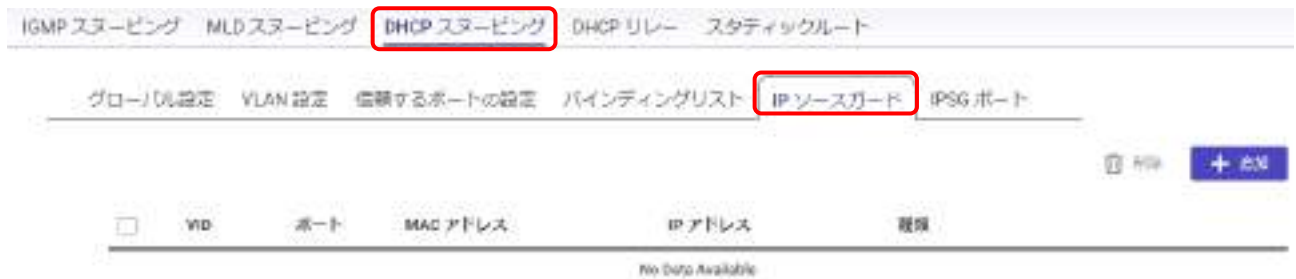 IGMP スヌーピング MLD スヌーピング DHCP スヌーピング DHCP リレー スタティックルート
グローバル設定 VLAN 設定 信頼するポートの設定 バインディングリスト IP ソースガード IPSG ポート
削除 + 追加
VID ポート MAC アドレス IP アドレス 種類
No Data Available